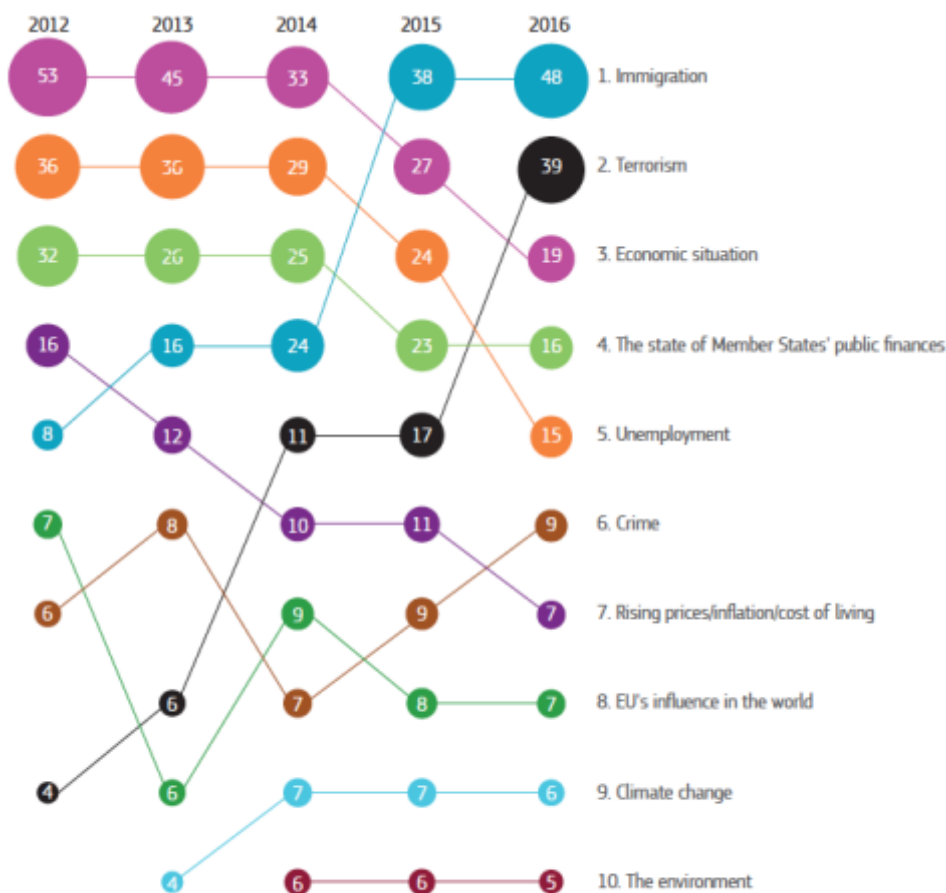 2012 2013 2014 2015 2016
53 45 33 38 48 1. Immigration
36 36 29 27 39 2. Terrorism
32 26 25 24 19 3. Economic situation
16 16 24 23 16 4. The state of Member States' public finances
8 12 11 17 15 5. Unemployment
7 8 10 11 9 6. Crime
6 9 9 7 7. Rising prices/inflation/cost of living
6 7 8 7 8. EU's influence in the world
4 6 7 7 6 9. Climate change
4 6 6 5 10. The environment